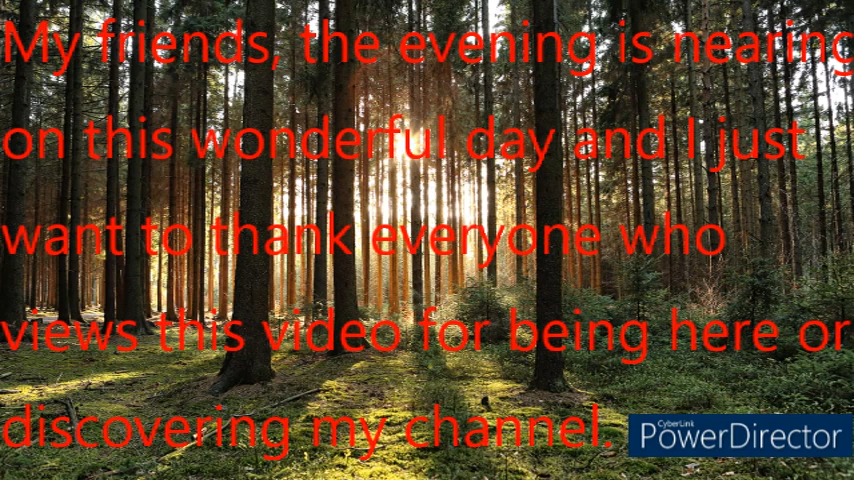 My friends, the evening is nearing
on this wonderful day and I just
want to thank everyone who
views this video for being here or
discovering my channel.
CyberLink
PowerDirector